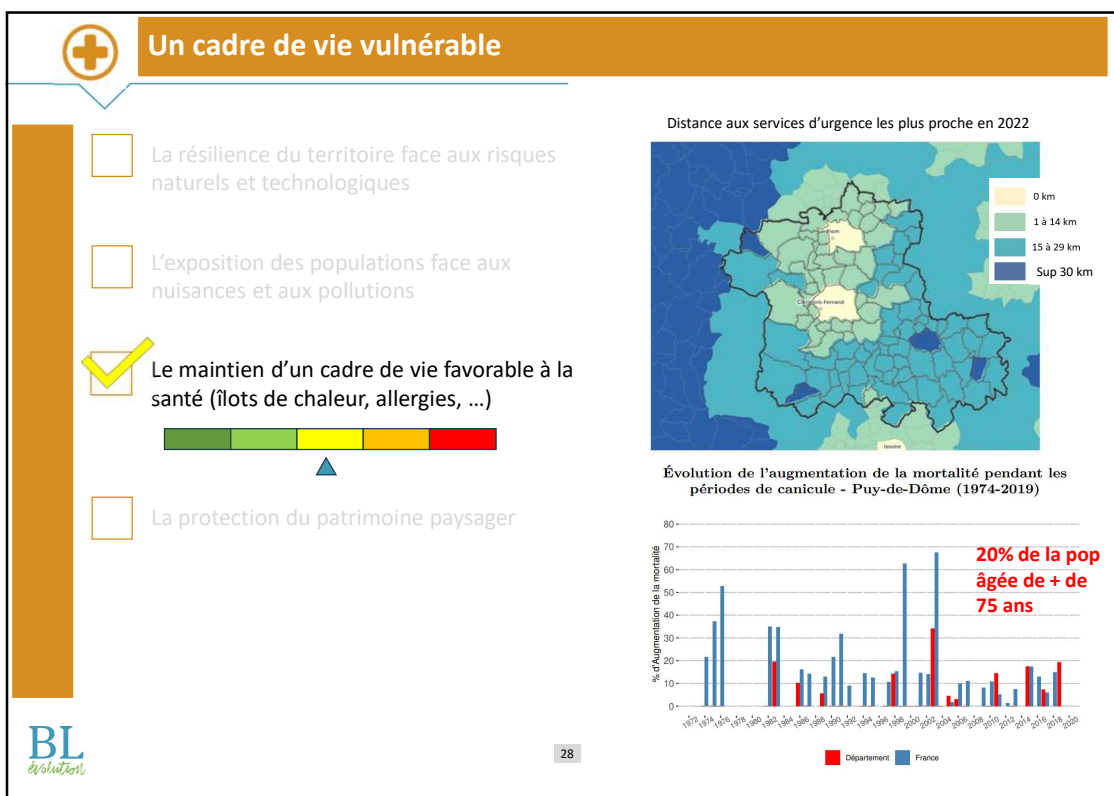 Un cadre de vie vulnérable
La résilience du territoire face aux risques
naturels et technologiques
L'exposition des populations face aux
nuisances et aux pollutions
Le maintien d'un cadre de vie favorable à la
santé (îlots de chaleur, allergies, …)
La protection du patrimoine paysager
BL
évolution
28
Distance aux services d'urgence les plus proche en 2022
Riom
Clermont-Ferrand
Issoire
0 km
1 à 14 km
15 à 29 km
Sup 30 km
Évolution de l'augmentation de la mortalité pendant les
périodes de canicule - Puy-de-Dôme (1974-2019)
% d'Augmentation de la mortalité
80
70
60
50
40
30
20
10
0
20% de la pop
âgée de + de
75 ans
1972 1974 1976 1978 1980 1982 1984 1986 1988 1990 1992 1994 1996 1998 2000 2002 2004 2006 2008 2010 2012 2014 2016 2018 2020
Département France